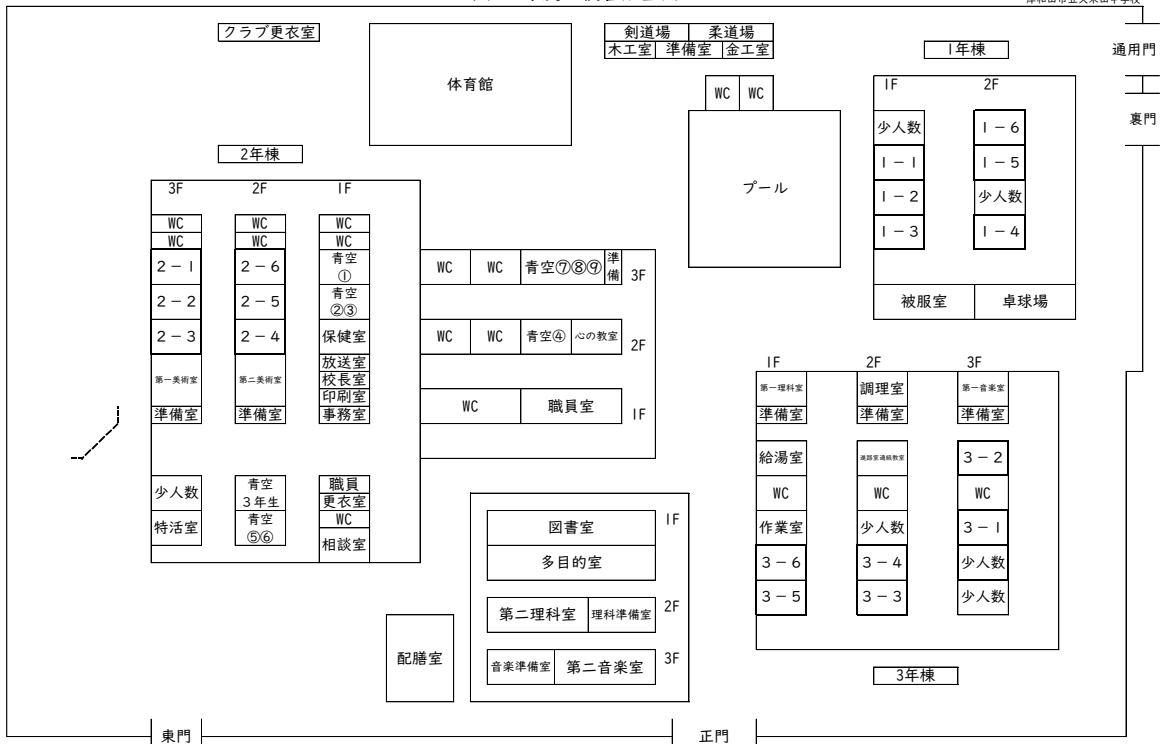 クラブ更衣室
体育館
剣道場 柔道場
木工室 準備室 金工室
1年棟
通用門
裏門
WC WC
プール
1F 2F
少人数 1-6
1-1 1-5
1-2 少人数
1-3 1-4
被服室 卓球場
2年棟
3F 2F 1F
WC WC WC
WC WC WC
2-1 2-6 青空①
2-2 2-5 青空②③
2-3 2-4 保健室
放送室
第一美術室 第二美術室 校長室
印刷室
準備室 準備室 事務室
少人数 青空3年生 職員更衣室
特活室 青空⑤⑥ WC
相談室
WC WC 青空⑦⑧⑨ 準備 3F
WC WC 青空④ 心の教室 2F
WC 職員室 1F
図書室 1F
多目的室
第二理科室 理科準備室 2F
音楽準備室 第二音楽室 3F
配膳室
1F 2F 3F
第一理科室 調理室 第一音楽室
準備室 準備室 準備室
給湯室 3-2
WC WC WC
作業室 少人数 3-1
3-6 3-4 少人数
3-5 3-3 少人数
3年棟
東門
正門